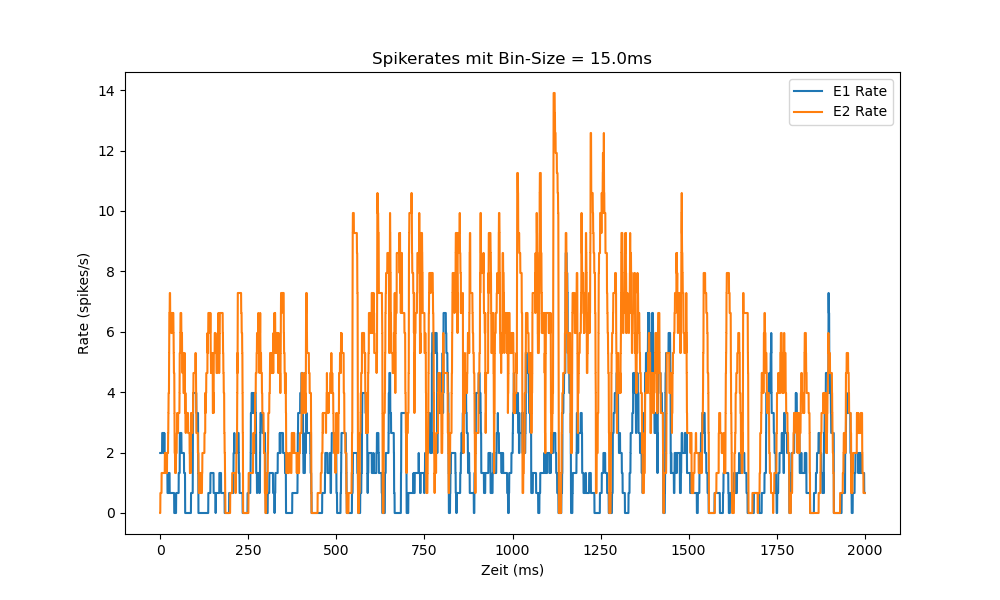 Spikerates mit Bin-Size = 15.0ms
E1 Rate
E2 Rate
14
12
10
8
6
4
2
0
Rate (spikes/s)
0 250 500 750 1000 1250 1500 1750 2000
Zeit (ms)